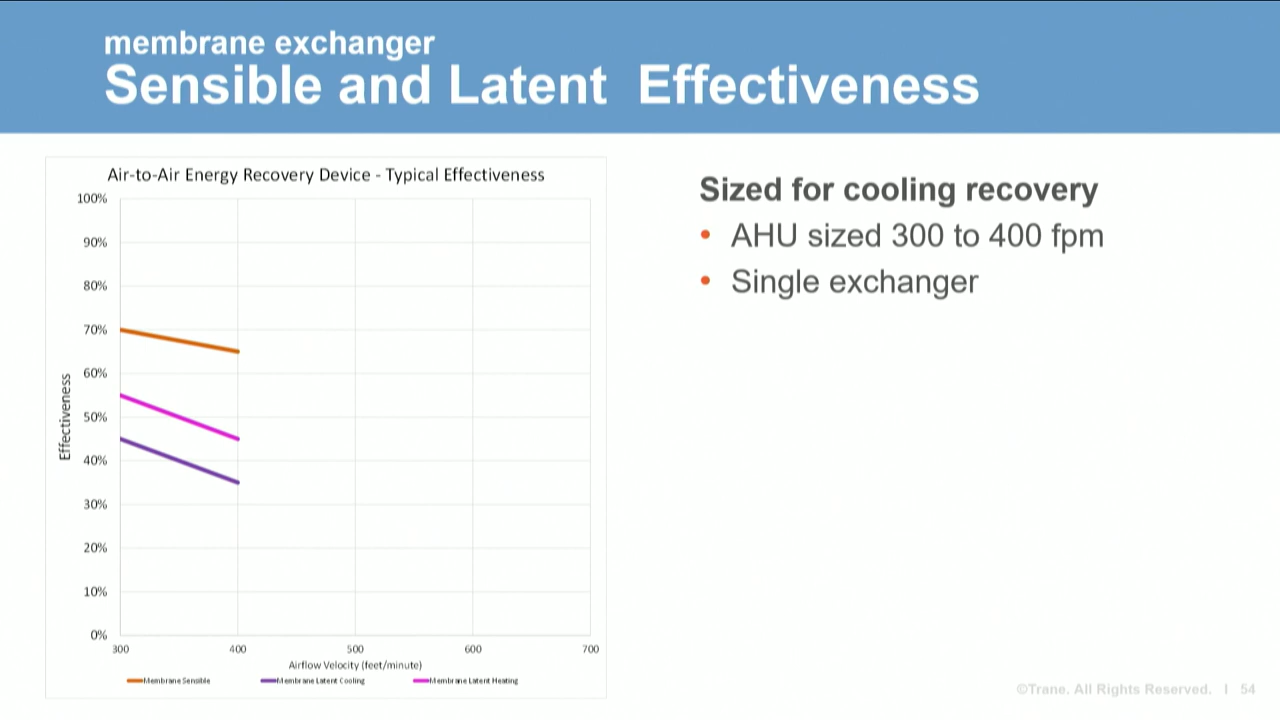 membrane exchanger
Sensible and Latent Effectiveness
Air-to-Air Energy Recovery Device - Typical Effectiveness
100%
90%
80%
70%
60%
50%
40%
30%
20%
10%
0%
Effectiveness
300 400 500 600 700
Airflow Velocity (feet/minute)
Membrane Sensible Membrane Latent Cooling Membrane Latent Heating
Sized for cooling recovery
• AHU sized 300 to 400 fpm
• Single exchanger
©Trane. All Rights Reserved. I 54